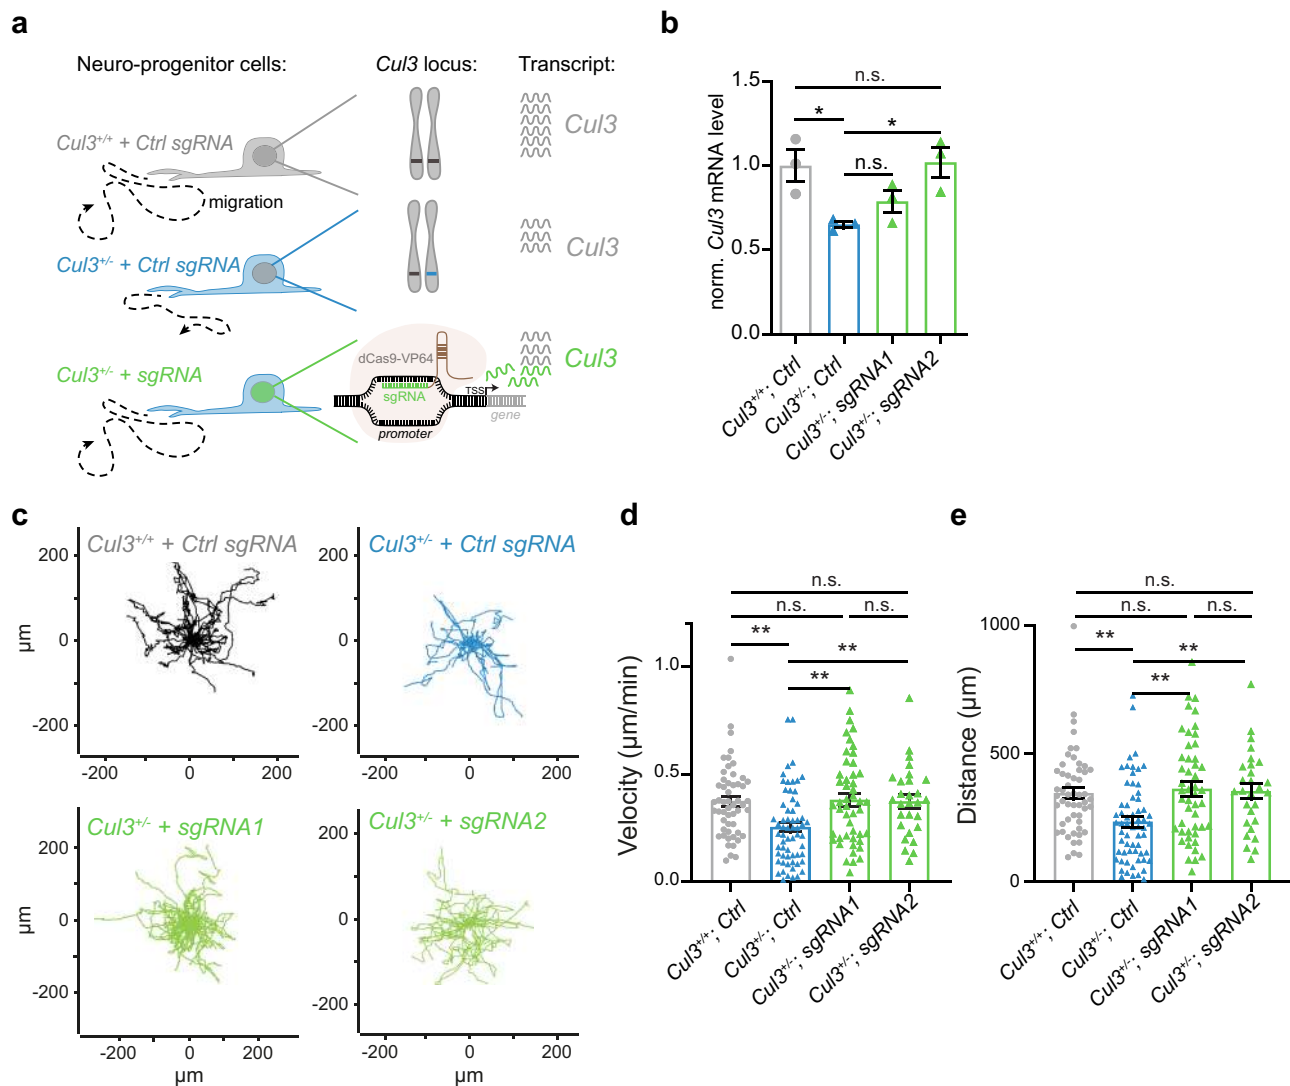 a
Neuro-progenitor cells:
Cul3 locus:
Transcript:
Cul3+/+ + Ctrl sgRNA
migration
Cul3
Cul3+/- + Ctrl sgRNA
Cul3
Cul3+/- + sgRNA
dCas9-VP64
sgRNA
TSS
promoter
gene
Cul3
b
norm. Cul3 mRNA level
1.5
1.0
0.5
0.0
n.s.
*
*
n.s.
Cul3+/+; Ctrl
Cul3+/-; Ctrl
Cul3+/-; sgRNA1
Cul3+/-; sgRNA2
c
Cul3+/+ + Ctrl sgRNA
µm
200
0
-200
-200
0
200
Cul3+/- + Ctrl sgRNA
200
0
-200
-200
0
200
Cul3+/- + sgRNA1
µm
200
0
-200
-200
0
200
µm
Cul3+/- + sgRNA2
200
0
-200
-200
0
200
µm
d
Velocity (µm/min)
1.0
0.5
0.0
n.s.
n.s.
n.s.
**
**
**
Cul3+/+; Ctrl
Cul3+/-; Ctrl
Cul3+/-; sgRNA1
Cul3+/-; sgRNA2
e
Distance (µm)
1000
500
0
n.s.
n.s.
n.s.
**
**
**
Cul3+/+; Ctrl
Cul3+/-; Ctrl
Cul3+/-; sgRNA1
Cul3+/-; sgRNA2